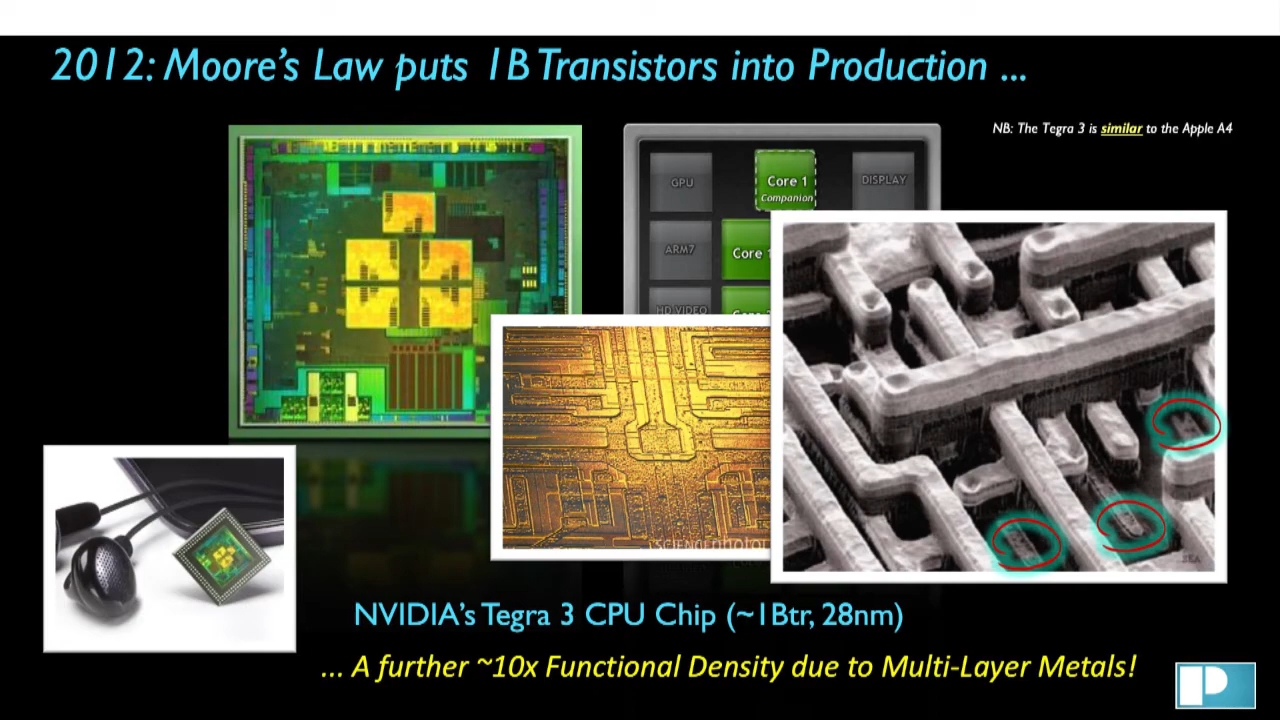 2012: Moore's Law puts 1B Transistors into Production ...
NB: The Tegra 3 is similar to the Apple A4
GPU
Core 1
Companion
DISPLAY
ARM7
Core
HD VIDEO
NVIDIA's Tegra 3 CPU Chip (~1Btr, 28nm)
... A further ~10x Functional Density due to Multi-Layer Metals!